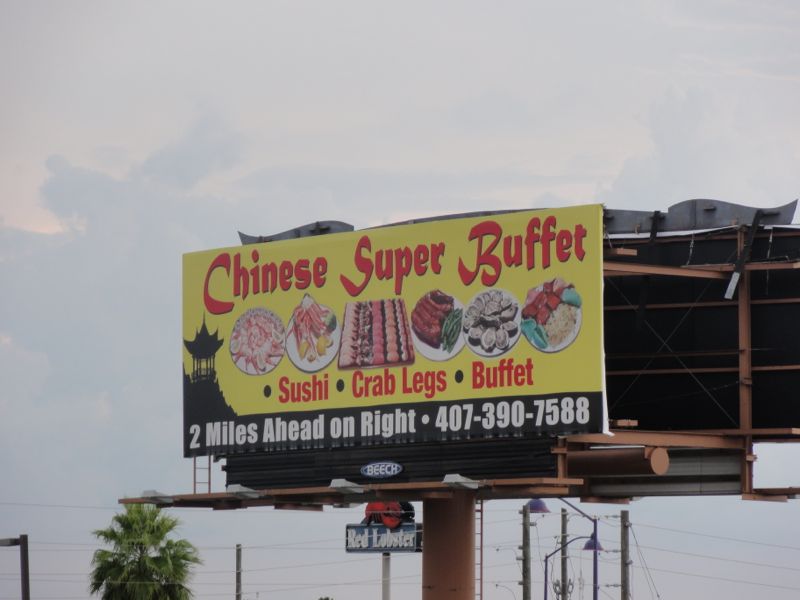 Chinese Super Buffet
• Sushi • Crab Legs • Buffet
2 Miles Ahead on Right • 407-390-7588
BEECH
Red Lobster